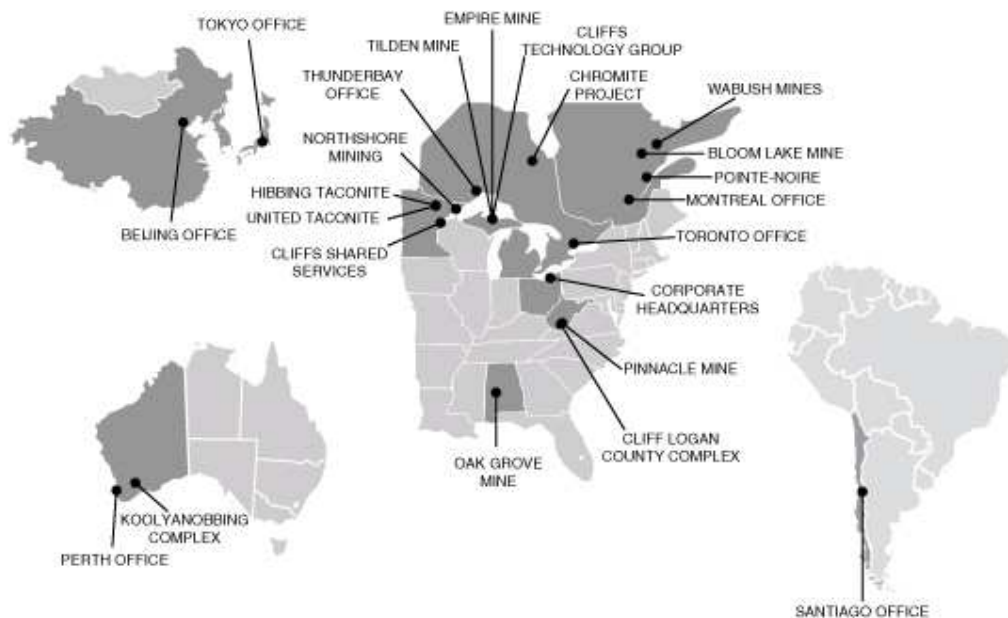 EMPIRE MINE
TOKYO OFFICE
CLIFFS
TECHNOLOGY GROUP
TILDEN MINE
THUNDERBAY
OFFICE
CHROMITE
PROJECT
WABUSH MINES
NORTHSHORE
MINING
BLOOM LAKE MINE
POINTE-NOIRE
HIBBING TACONITE
MONTREAL OFFICE
UNITED TACONITE
BEIJING OFFICE
TORONTO OFFICE
CLIFFS SHARED
SERVICES
CORPORATE
HEADQUARTERS
PINNACLE MINE
CLIFF LOGAN
COUNTY COMPLEX
OAK GROVE
MINE
KOOLYANOBBING
COMPLEX
PERTH OFFICE
SANTIAGO OFFICE